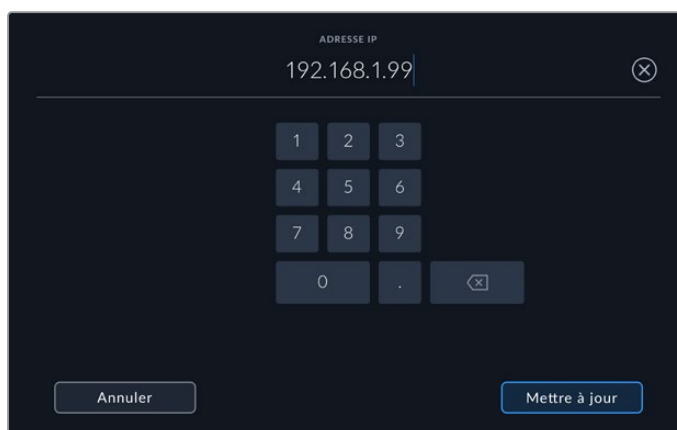 ADRESSE IP
192.168.1.99
1 2 3
4 5 6
7 8 9
0 .
Annuler Mettre à jour